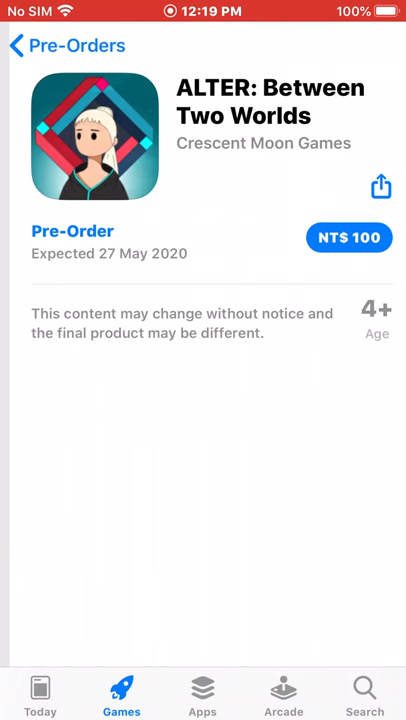 No SIM 12:19 PM 100%
Pre-Orders
ALTER: Between
Two Worlds
Crescent Moon Games
Pre-Order
NT$ 100
Expected 27 May 2020
This content may change without notice and
the final product may be different.
4+
Age
Today Games Apps Arcade Search